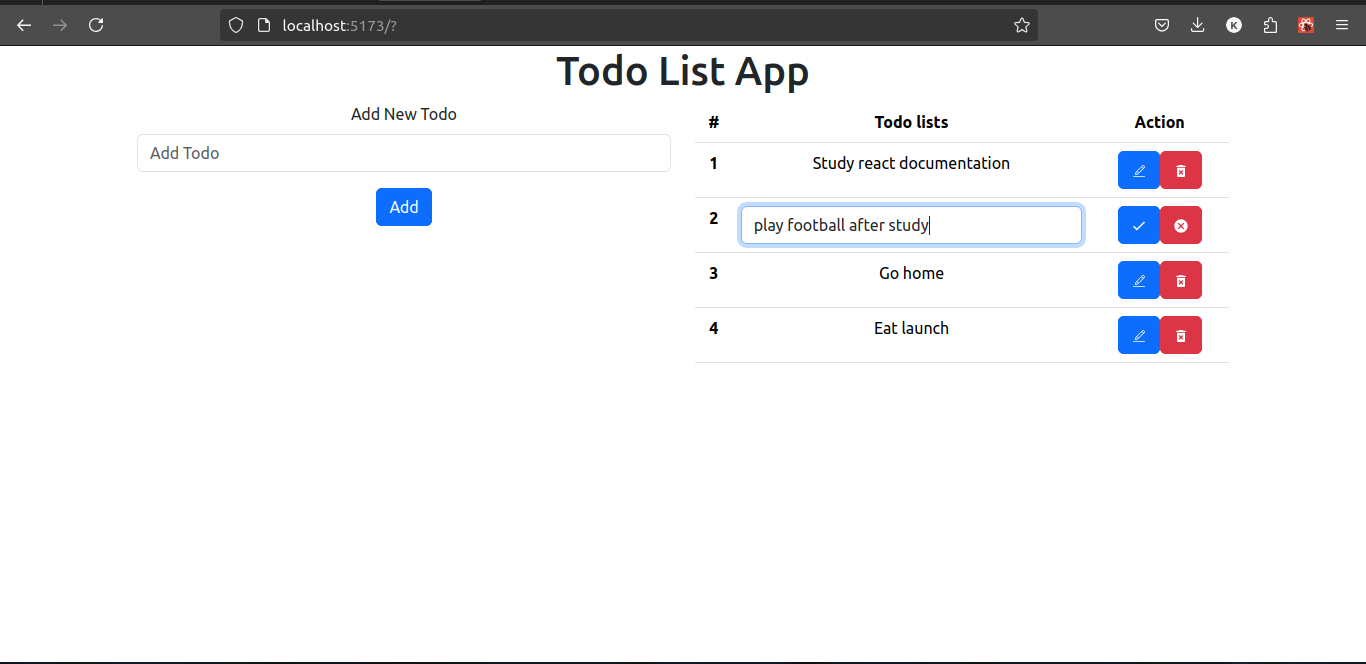 localhost:5173/?
K
Todo List App
Add New Todo
Add Todo
Add
# Todo lists Action
1 Study react documentation
2 play football after study
3 Go home
4 Eat launch